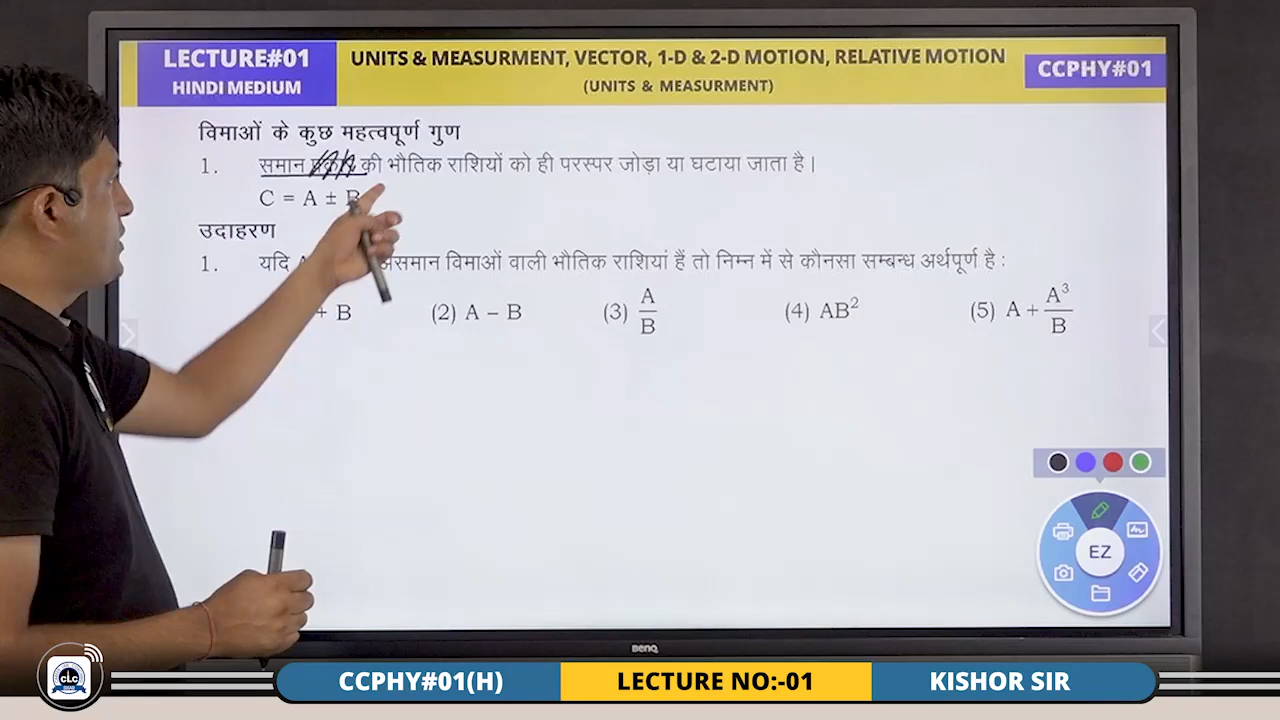 LECTURE#01
HINDI MEDIUM
UNITS & MEASURMENT, VECTOR, 1-D & 2-D MOTION, RELATIVE MOTION
(UNITS & MEASURMENT)
CCPHY#01
विमाओं के कुछ महत्वपूर्ण गुण
1. समान की भौतिक राशियों को ही परस्पर जोड़ा या घटाया जाता है।
C = A ± B
उदाहरण
1. यदि असमान विमाओं वाली भौतिक राशियां हैं तो निम्न में से कौनसा सम्बन्ध अर्थपूर्ण है :
+ B (2) A – B (3) A/B (4) AB² (5) A + A³/B
EZ
BenQ
CLC
CCPHY#01(H) LECTURE NO:-01 KISHOR SIR